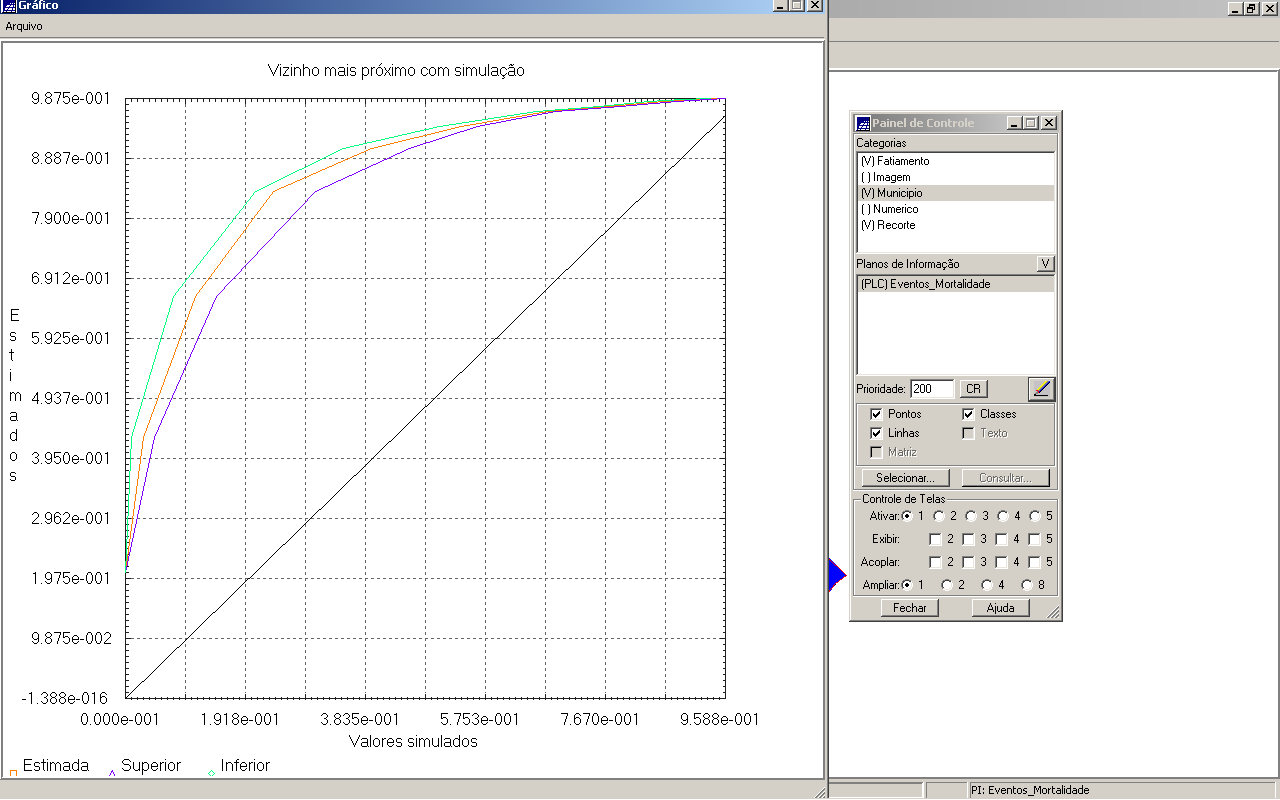 Gráfico
Arquivo
Vizinho mais próximo com simulação
9.875e-001
8.887e-001
7.900e-001
6.912e-001
5.925e-001
4.937e-001
3.950e-001
2.962e-001
1.975e-001
9.875e-002
-1.388e-016
Estimados
0.000e-001 1.918e-001 3.835e-001 5.753e-001 7.670e-001 9.588e-001
Valores simulados
Estimada Superior Inferior
Painel de Controle
Categorias
(V) Fatiamento
( ) Imagem
(V) Municipio
( ) Numerico
(V) Recorte
Planos de Informação V
(PLC) Eventos_Mortalidade
Prioridade: 200 CR
Pontos Classes
Linhas Texto
Matriz
Selecionar... Consultar...
Controle de Telas
Ativar: 1 2 3 4 5
Exibir: 2 3 4 5
Acoplar: 2 3 4 5
Ampliar: 1 2 4 8
Fechar Ajuda
PI: Eventos_Mortalidade